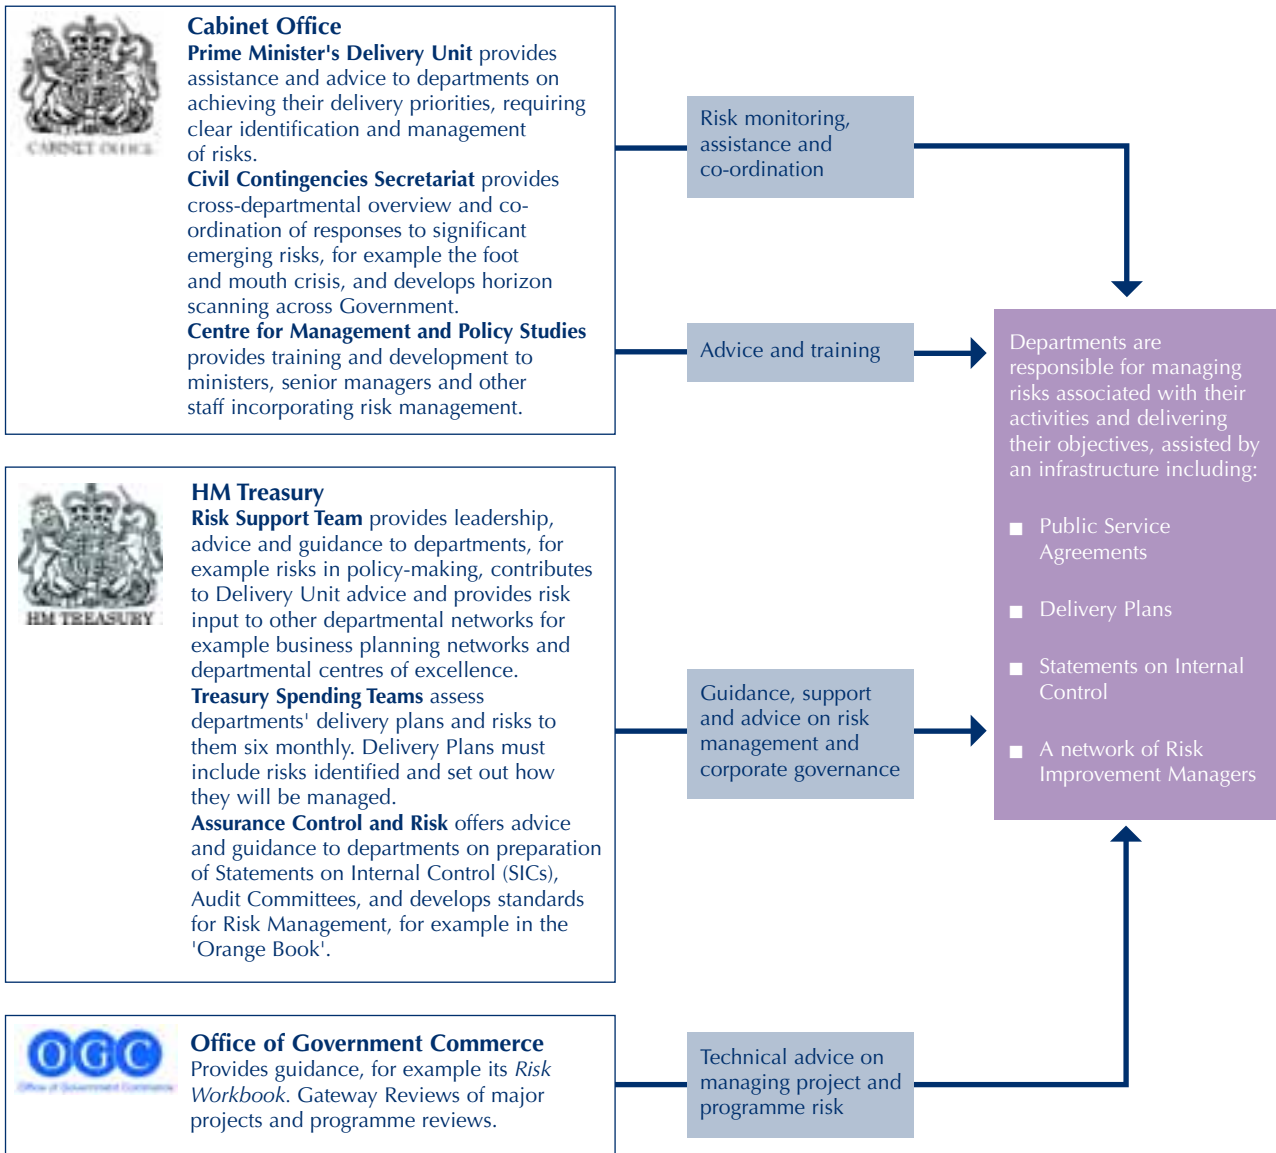 CABINET OFFICE
Cabinet Office
Prime Minister's Delivery Unit provides
assistance and advice to departments on
achieving their delivery priorities, requiring
clear identification and management
of risks.
Civil Contingencies Secretariat provides
cross-departmental overview and co-
ordination of responses to significant
emerging risks, for example the foot
and mouth crisis, and develops horizon
scanning across Government.
Centre for Management and Policy Studies
provides training and development to
ministers, senior managers and other
staff incorporating risk management.
Risk monitoring,
assistance and
co-ordination
Advice and training
HM TREASURY
HM Treasury
Risk Support Team provides leadership,
advice and guidance to departments, for
example risks in policy-making, contributes
to Delivery Unit advice and provides risk
input to other departmental networks for
example business planning networks and
departmental centres of excellence.
Treasury Spending Teams assess
departments' delivery plans and risks to
them six monthly. Delivery Plans must
include risks identified and set out how
they will be managed.
Assurance Control and Risk offers advice
and guidance to departments on preparation
of Statements on Internal Control (SICs),
Audit Committees, and develops standards
for Risk Management, for example in the
'Orange Book'.
Guidance, support
and advice on risk
management and
corporate governance
OGC
Office of Government Commerce
Office of Government Commerce
Provides guidance, for example its Risk
Workbook. Gateway Reviews of major
projects and programme reviews.
Technical advice on
managing project and
programme risk
Departments are
responsible for managing
risks associated with their
activities and delivering
their objectives, assisted by
an infrastructure including:
■ Public Service
Agreements
■ Delivery Plans
■ Statements on Internal
Control
■ A network of Risk
Improvement Managers